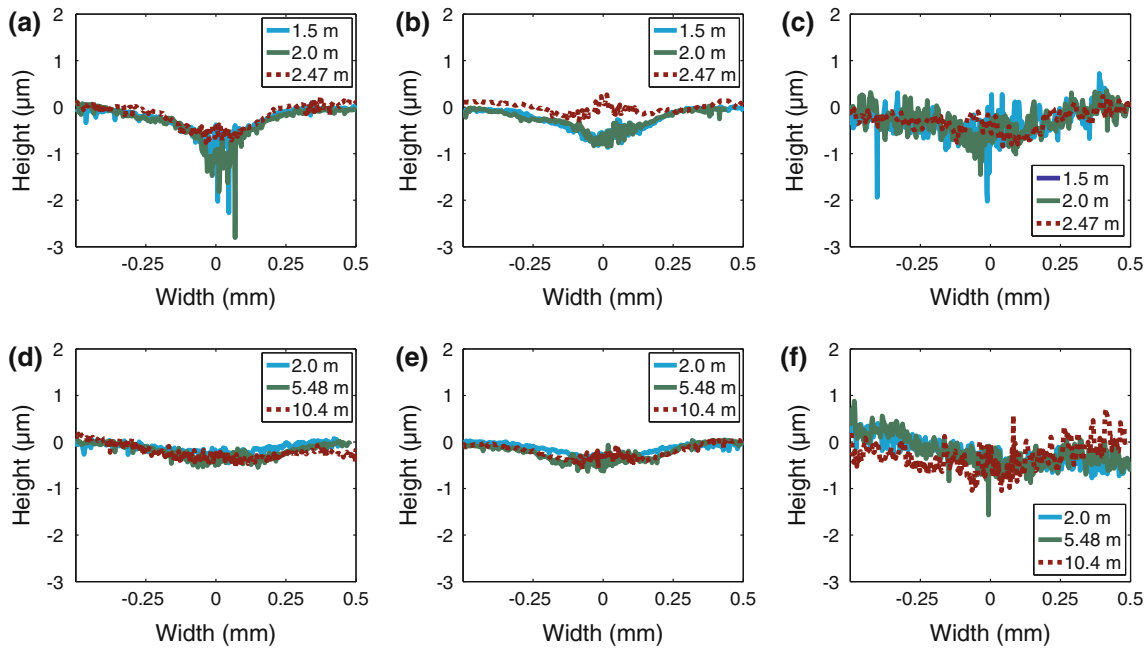 (a)
2
1
0
-1
-2
-3
Height (µm)
1.5 m
2.0 m
2.47 m
-0.25
0
0.25
0.5
Width (mm)
(b)
2
1
0
-1
-2
-3
Height (µm)
1.5 m
2.0 m
2.47 m
-0.25
0
0.25
0.5
Width (mm)
(c)
2
1
0
-1
-2
-3
Height (µm)
1.5 m
2.0 m
2.47 m
-0.25
0
0.25
0.5
Width (mm)
(d)
2
1
0
-1
-2
-3
Height (µm)
2.0 m
5.48 m
10.4 m
-0.25
0
0.25
0.5
Width (mm)
(e)
2
1
0
-1
-2
-3
Height (µm)
2.0 m
5.48 m
10.4 m
-0.25
0
0.25
0.5
Width (mm)
(f)
2
1
0
-1
-2
-3
Height (µm)
2.0 m
5.48 m
10.4 m
-0.25
0
0.25
0.5
Width (mm)